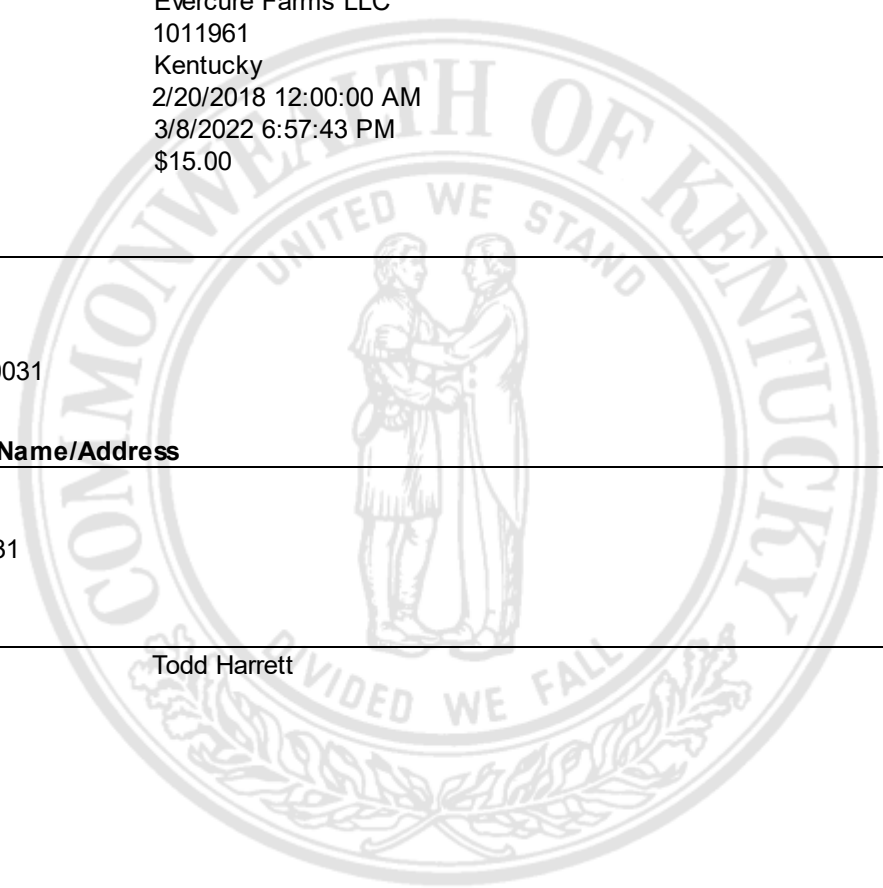 Evercure Farms LLC
1011961
Kentucky
2/20/2018 12:00:00 AM
3/8/2022 6:57:43 PM
$15.00
COMMONWEALTH OF KENTUCKY
UNITED WE STAND
0031
Name/Address
31
Todd Harrett
DIVIDED WE FALL